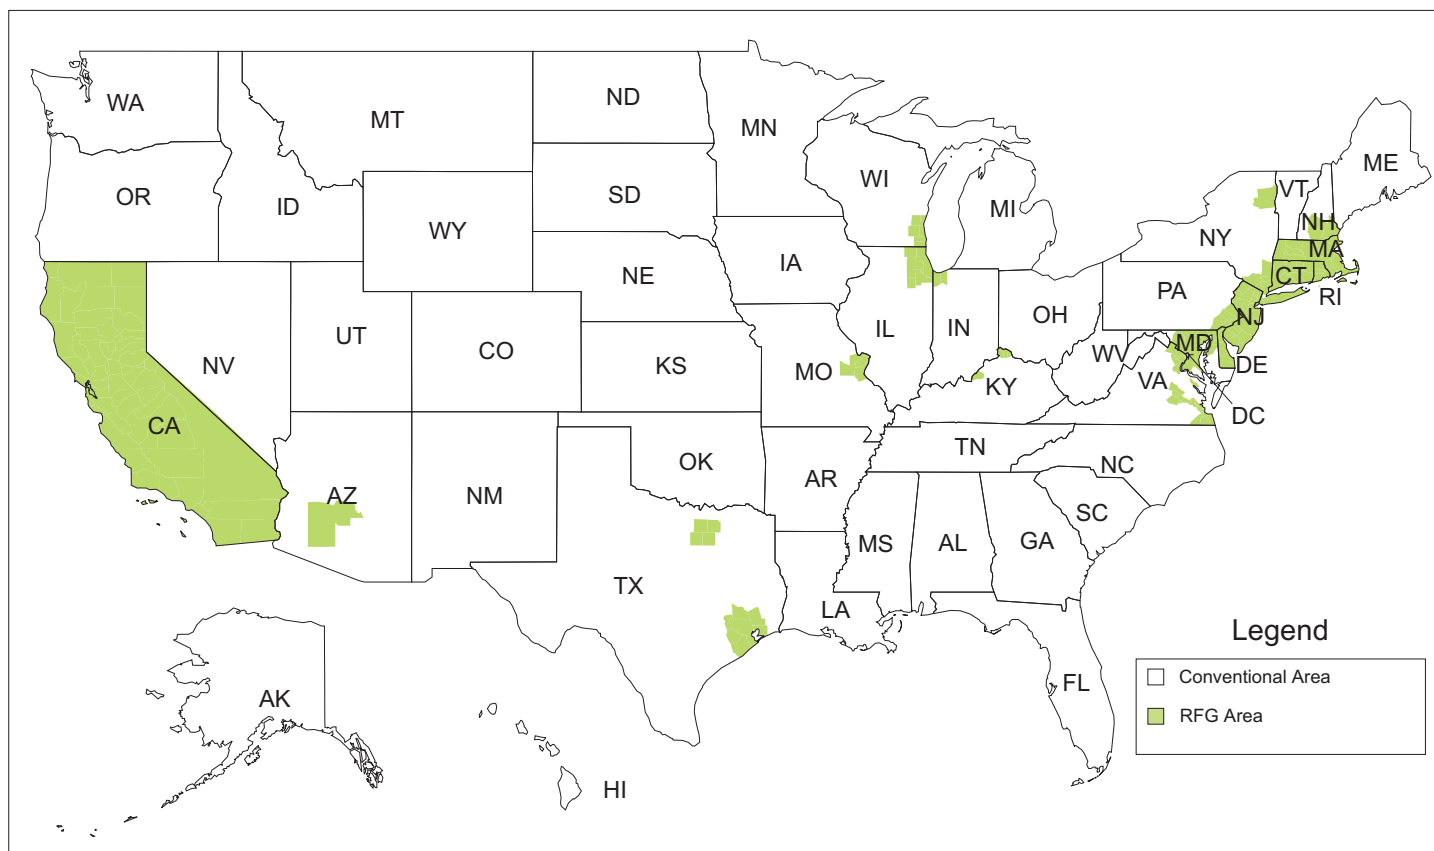 WA
MT
ND
MN
ME
OR
ID
SD
WI
MI
VT
NH
WY
NY
MA
IA
NE
CT
RI
PA
NV
UT
CO
IL
IN
OH
NJ
KS
MO
WV
MD
DE
KY
VA
DC
CA
TN
NC
AZ
NM
OK
AR
SC
MS
AL
GA
TX
LA
FL
AK
HI
Legend
Conventional Area
RFG Area